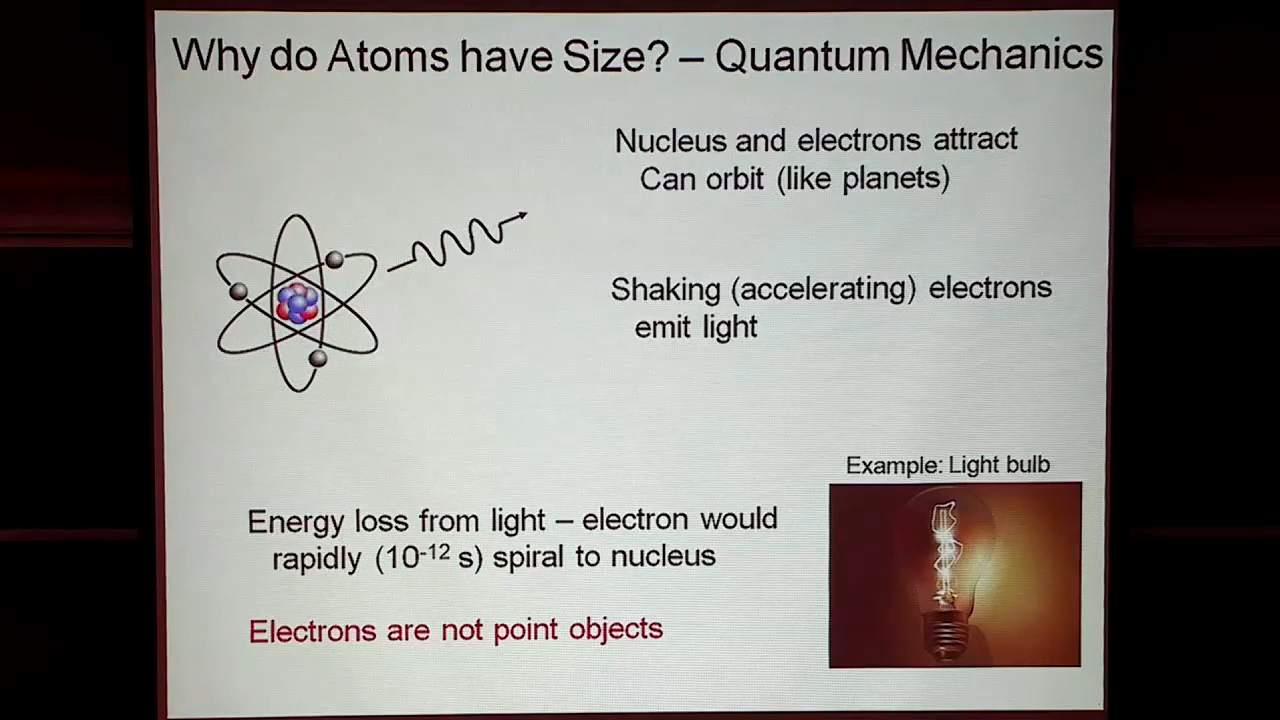 Why do Atoms have Size? – Quantum Mechanics
Nucleus and electrons attract
Can orbit (like planets)
Shaking (accelerating) electrons
emit light
Example: Light bulb
Energy loss from light – electron would
rapidly (10⁻¹² s) spiral to nucleus
Electrons are not point objects